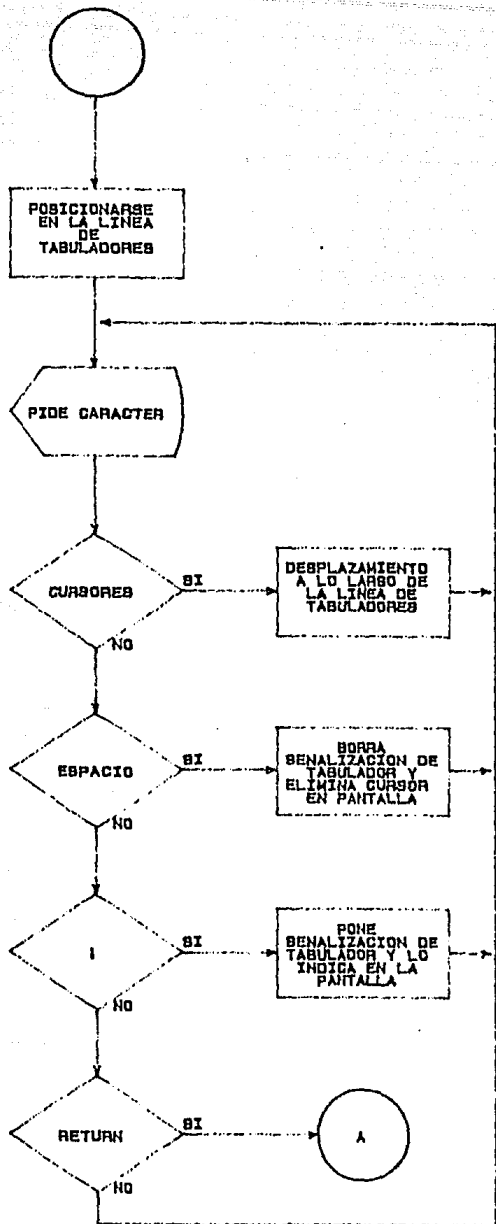 POSICIONARSE
EN LA LINEA
DE
TABULADORES
PIDE CARACTER
CURSORES
SI
DESPLAZAMIENTO
A LO LARGO DE
LA LINEA DE
TABULADORES
NO
ESPACIO
SI
BORRA
SENALIZACION DE
TABULADOR Y
ELIMINA CURSOR
EN PANTALLA
NO
SI
PONE
SENALIZACION DE
TABULADOR Y LO
INDICA EN LA
PANTALLA
NO
RETURN
SI
A
NO